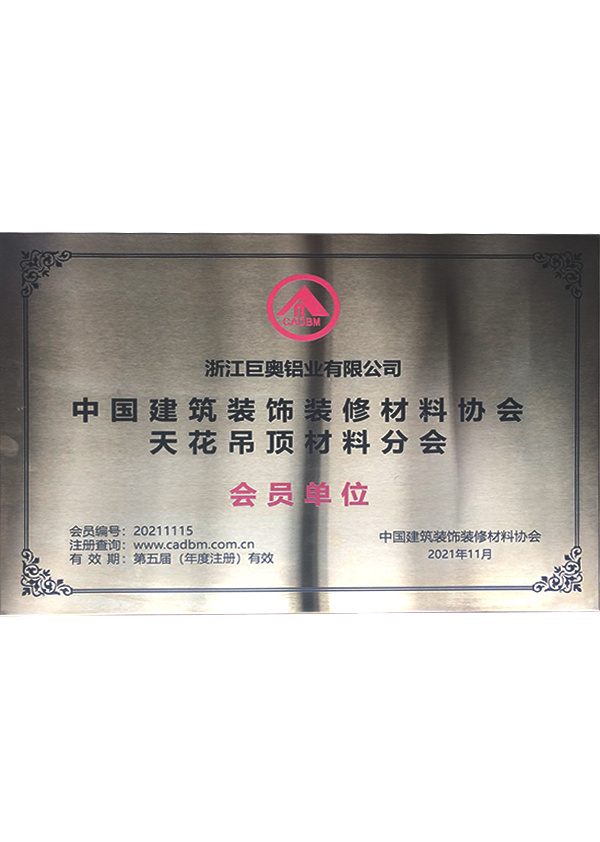 CADBM
浙江巨奥铝业有限公司
中国建筑装饰装修材料协会
天花吊顶材料分会
会员单位
会员编号：20211115
注册查询：www.cadbm.com.cn
有 效 期：第五届（年度注册）有效
中国建筑装饰装修材料协会
2021年11月